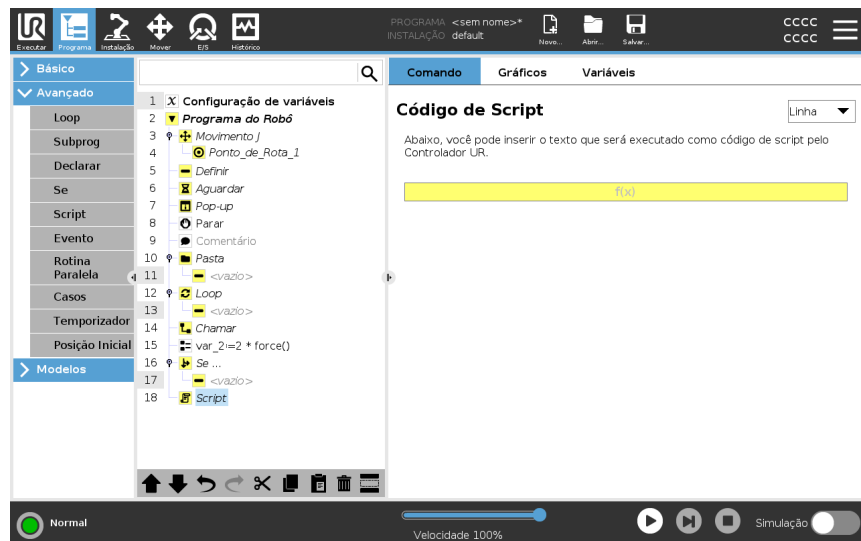 UR
PROGRAMA <sem nome>*
INSTALAÇÃO default
CCCC
CCCC
Executar Programa Instalação Mover E/S Histórico Novo... Abrir... Salvar...
Básico
Avançado
Loop
Subprog
Declarar
Se
Script
Evento
Rotina
Paralela
Casos
Temporizador
Posição Inicial
Modelos
1 X Configuração de variáveis
2 Programa do Robô
3 Movimento J
4 Ponto_de_Rota_1
5 Definir
6 Aguardar
7 Pop-up
8 Parar
9 Comentário
10 Pasta
11 <vazio>
12 Loop
13 <vazio>
14 Chamar
15 var_2≔2 * force()
16 Se ...
17 <vazio>
18 Script
Comando Gráficos Variáveis
Código de Script
Linha
Abaixo, você pode inserir o texto que será executado como código de script pelo
Controlador UR.
f(x)
Normal
Velocidade 100%
Simulação